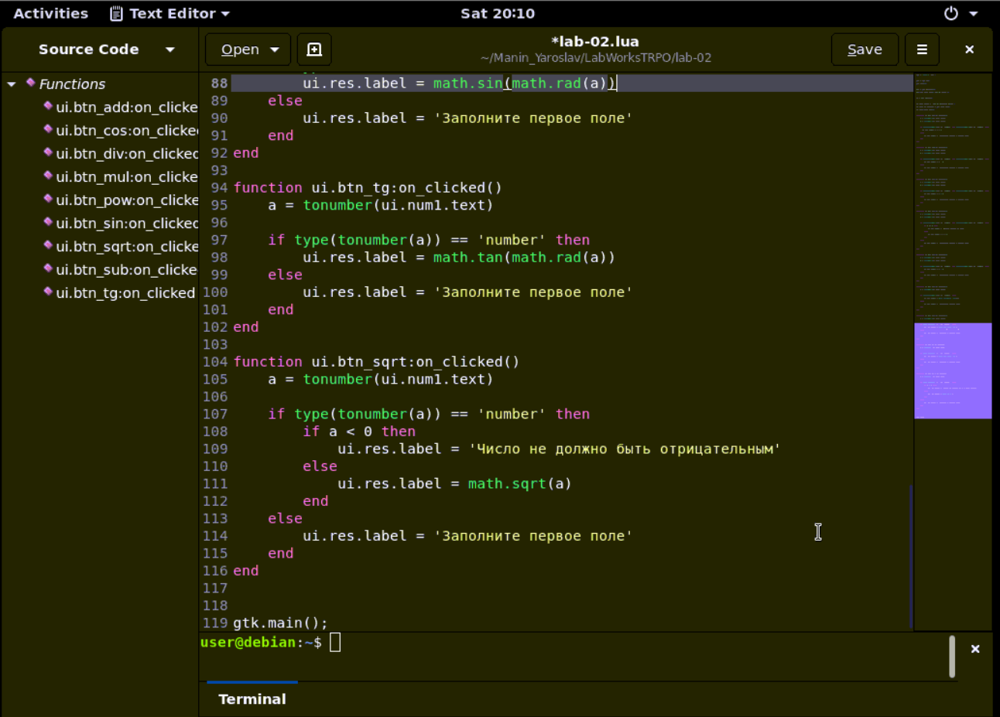 Activities Text Editor Sat 20:10
Source Code Open *lab-02.lua Save
~/Manin_Yaroslav/LabWorksTRPO/lab-02
Functions
ui.btn_add:on_clicke
ui.btn_cos:on_clicke
ui.btn_div:on_clicked
ui.btn_mul:on_clicke
ui.btn_pow:on_clicke
ui.btn_sin:on_clicked
ui.btn_sqrt:on_clicke
ui.btn_sub:on_clicke
ui.btn_tg:on_clicked
88         ui.res.label = math.sin(math.rad(a))
89     else
90         ui.res.label = 'Заполните первое поле'
91     end
92 end
93
94 function ui.btn_tg:on_clicked()
95     a = tonumber(ui.num1.text)
96
97     if type(tonumber(a)) == 'number' then
98         ui.res.label = math.tan(math.rad(a))
99     else
100         ui.res.label = 'Заполните первое поле'
101     end
102 end
103
104 function ui.btn_sqrt:on_clicked()
105     a = tonumber(ui.num1.text)
106
107     if type(tonumber(a)) == 'number' then
108         if a < 0 then
109             ui.res.label = 'Число не должно быть отрицательным'
110         else
111             ui.res.label = math.sqrt(a)
112         end
113     else
114         ui.res.label = 'Заполните первое поле'
115     end
116 end
117
118
119 gtk.main();
user@debian:~$
Terminal